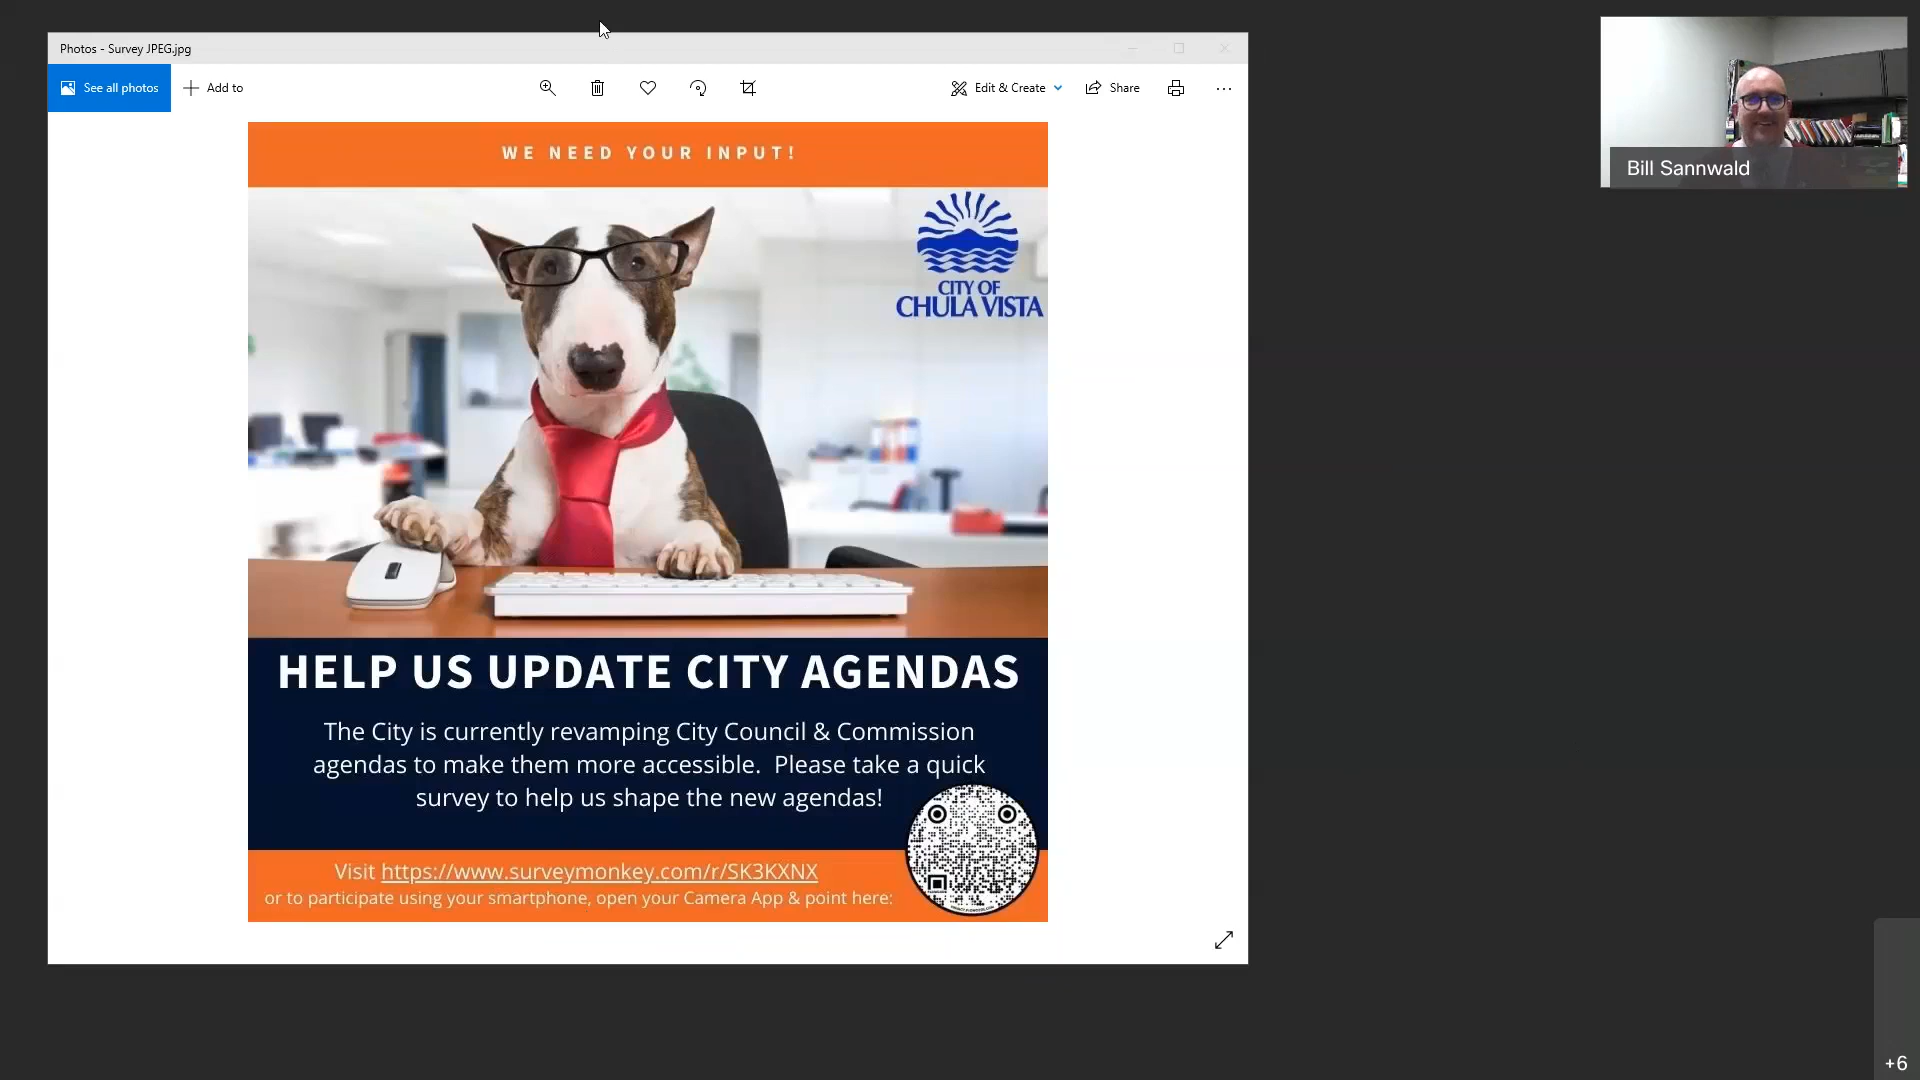 Photos - Survey JPEG.jpg
See all photos
Add to
Edit & Create
Share
WE NEED YOUR INPUT!
CITY OF
CHULA VISTA
HELP US UPDATE CITY AGENDAS
The City is currently revamping City Council & Commission
agendas to make them more accessible. Please take a quick
survey to help us shape the new agendas!
Visit https://www.surveymonkey.com/r/SK3KXNX
or to participate using your smartphone, open your Camera App & point here:
Bill Sannwald
+6